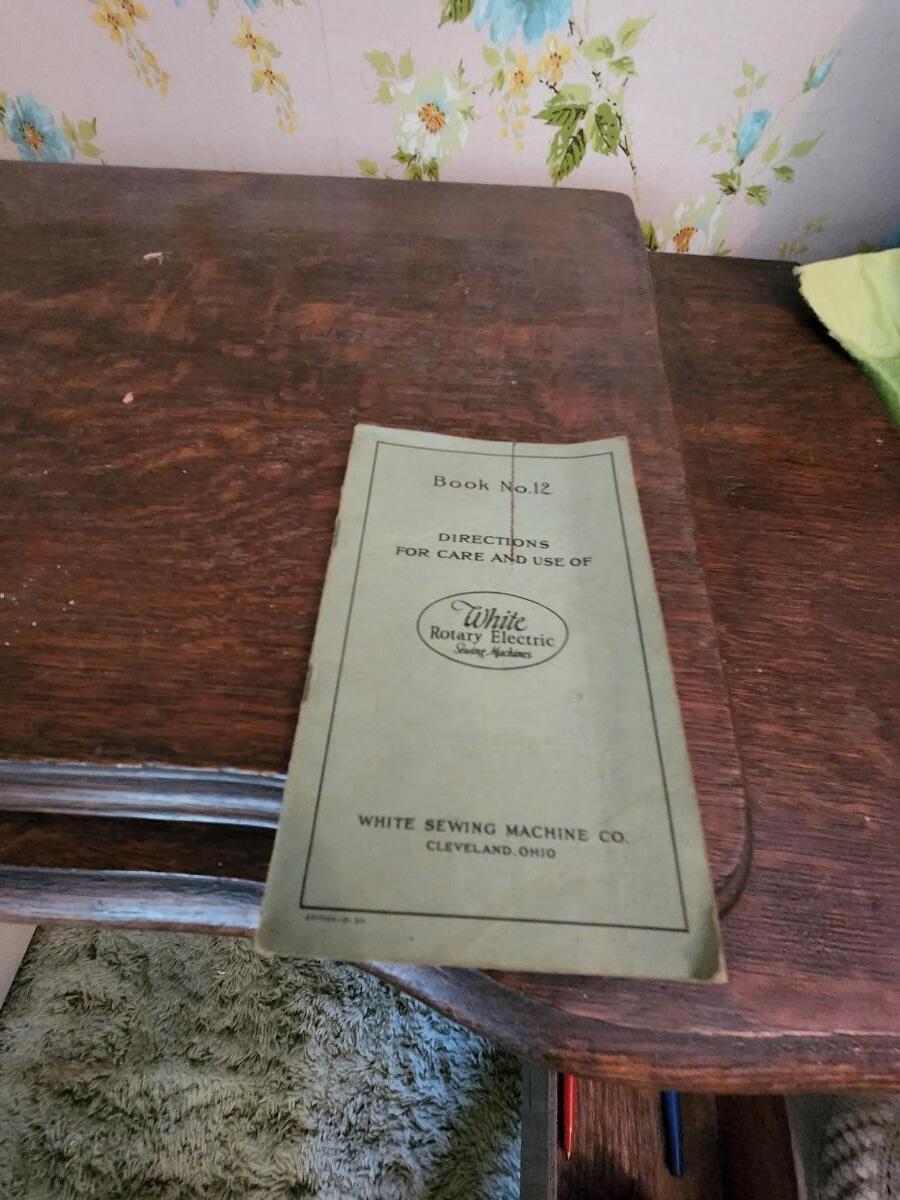 Book No.12
DIRECTIONS
FOR CARE AND USE OF
White
Rotary Electric
Sewing Machines
WHITE SEWING MACHINE CO.
CLEVELAND, OHIO